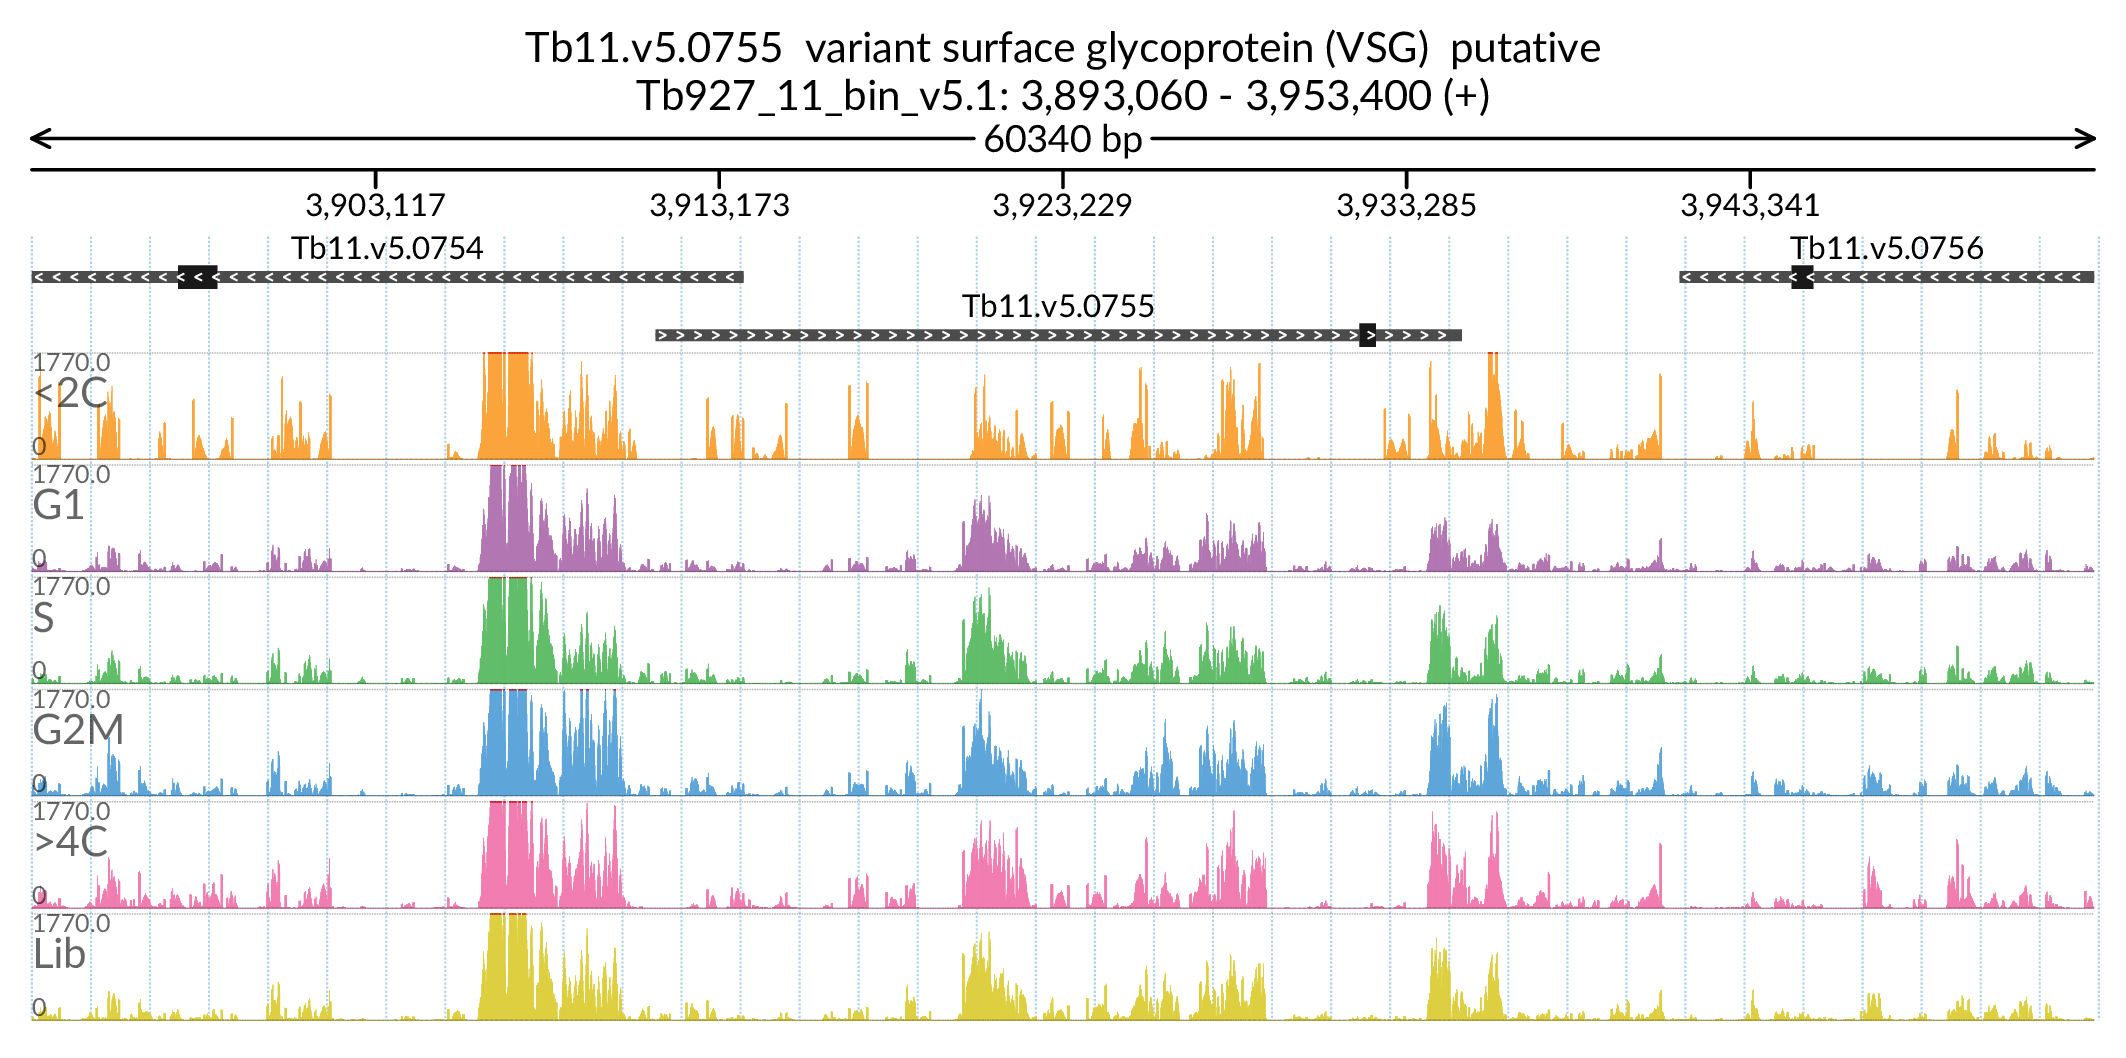 Tb11.v5.0755 variant surface glycoprotein (VSG) putative
Tb927_11_bin_v5.1: 3,893,060 - 3,953,400 (+)
60340 bp
3,903,117 3,913,173 3,923,229 3,933,285 3,943,341
Tb11.v5.0754 Tb11.v5.0756
Tb11.v5.0755
1770.0
<2C
0
1770.0
G1
0
1770.0
S
0
1770.0
G2M
0
1770.0
>4C
0
1770.0
Lib
0